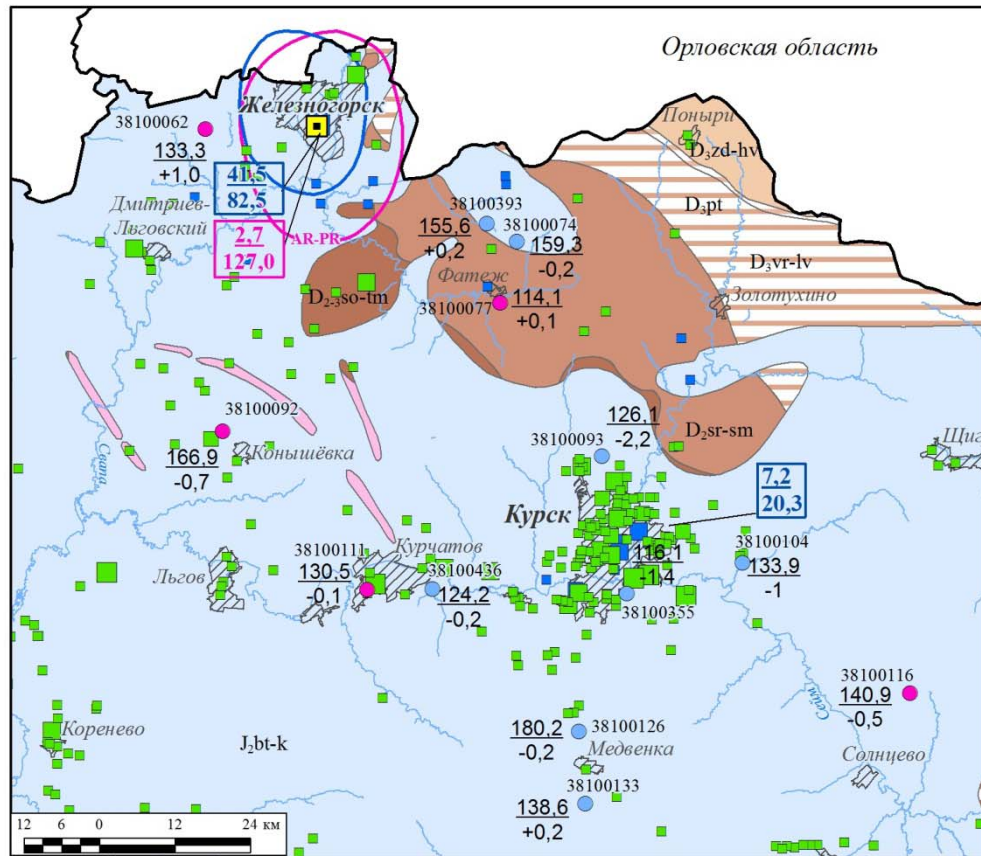 Орловская область
Железногорск
Поныри
38100062
D₃zd-hv
133,3
+1,0
41,5
82,5
38100393
D₃pt
Дмитриев-
Льговский
155,6
+0,2
38100074
159,3
-0,2
2,7
127,0
AR-PR
D₃vr-lv
Фатеж
D₂₋₃so-tm
38100077
114,1
+0,1
Золотухино
38100092
126,1
-2,2
D₂sr-sm
38100093
166,9
-0,7
Конышёвка
Щиг
Свапа
7,2
20,3
Курск
38100111
Курчатов
116,1
-1,4
38100104
133,9
-1
Льгов
130,5
-0,1
38100436
124,2
-0,2
38100355
38100116
140,9
-0,5
Сейм
Коренево
J₂bt-k
180,2
-0,2
38100126
Медвенка
Солнцево
38100133
138,6
+0,2
12 6 0 12 24 км